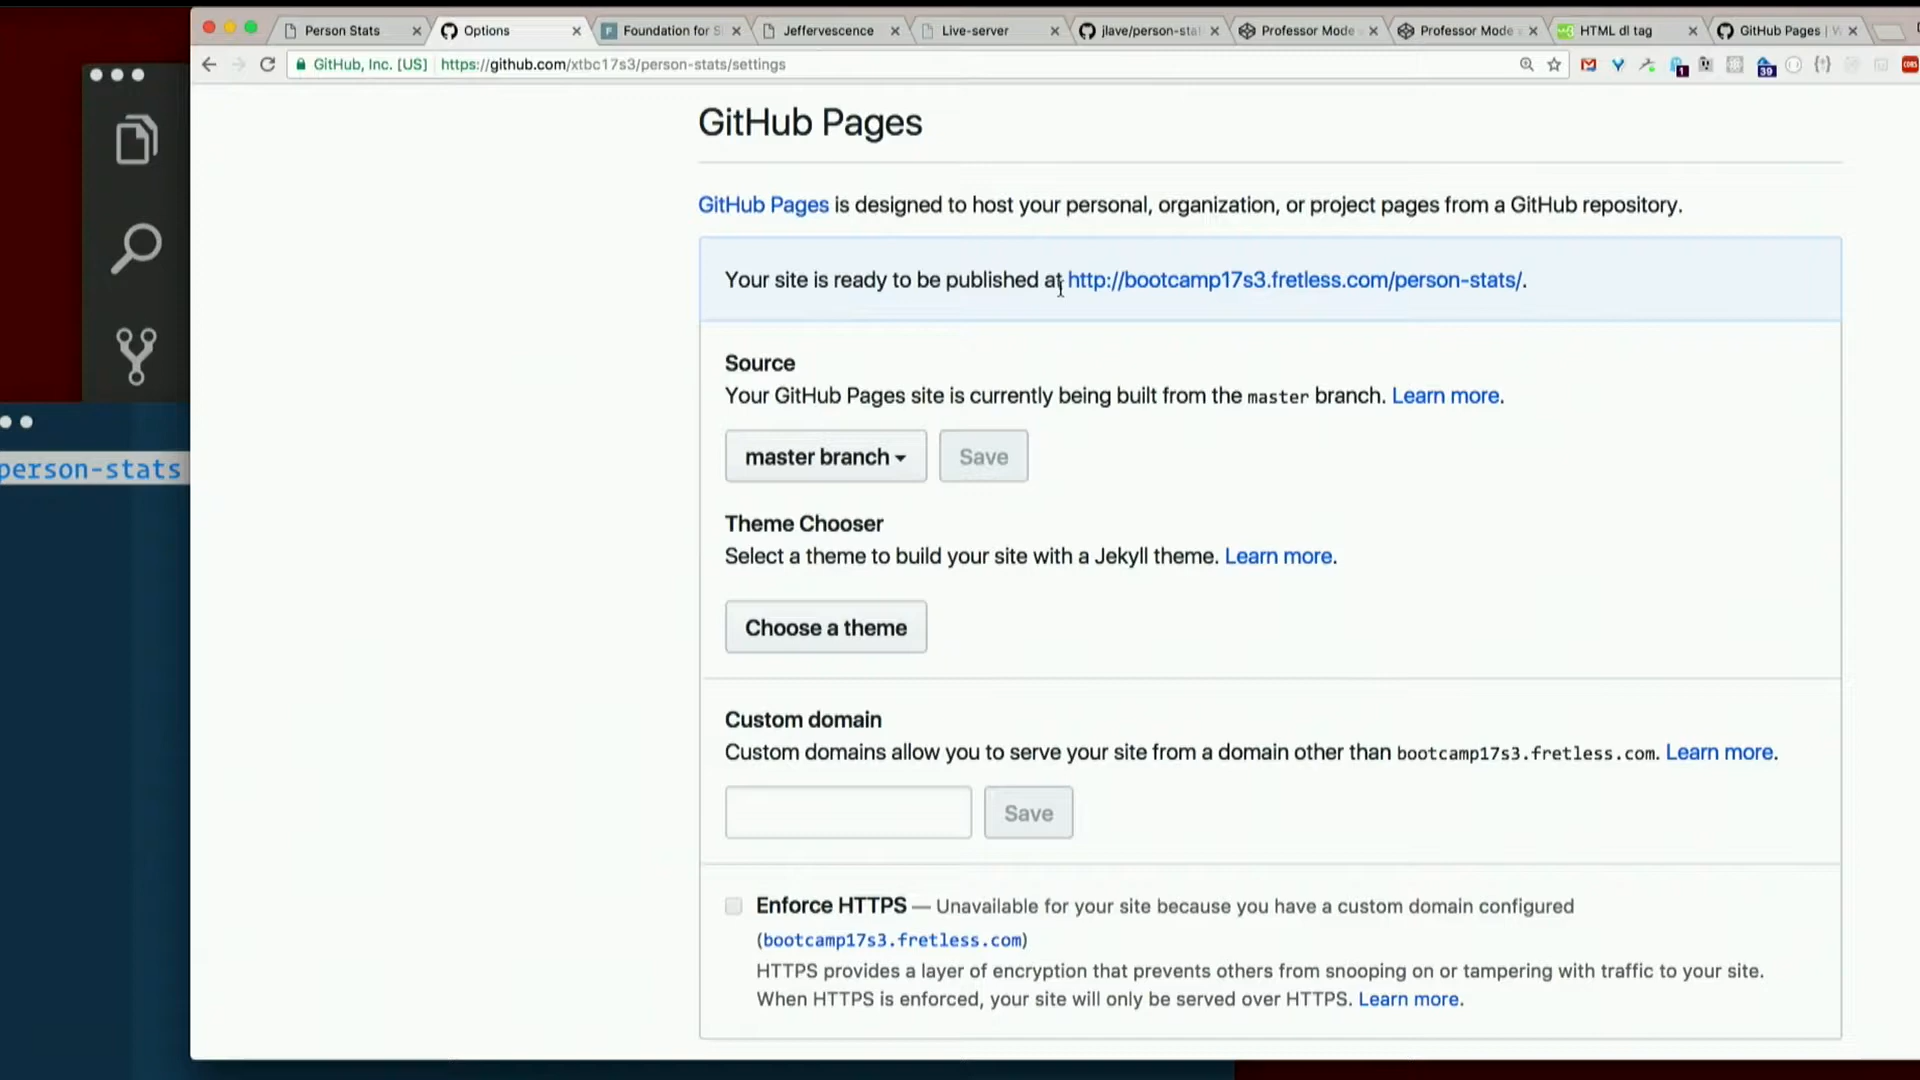 Person Stats
Options
Foundation for S
Jeffervescence
Live-server
jlave/person-stat
Professor Mode
Professor Mode
HTML dl tag
GitHub Pages | W
GitHub, Inc. [US] https://github.com/xtbc17s3/person-stats/settings
1
39
GitHub Pages
GitHub Pages is designed to host your personal, organization, or project pages from a GitHub repository.
Your site is ready to be published at http://bootcamp17s3.fretless.com/person-stats/.
Source
Your GitHub Pages site is currently being built from the master branch. Learn more.
person-stats
master branch Save
Theme Chooser
Select a theme to build your site with a Jekyll theme. Learn more.
Choose a theme
Custom domain
Custom domains allow you to serve your site from a domain other than bootcamp17s3.fretless.com. Learn more.
Save
Enforce HTTPS — Unavailable for your site because you have a custom domain configured
(bootcamp17s3.fretless.com)
HTTPS provides a layer of encryption that prevents others from snooping on or tampering with traffic to your site.
When HTTPS is enforced, your site will only be served over HTTPS. Learn more.